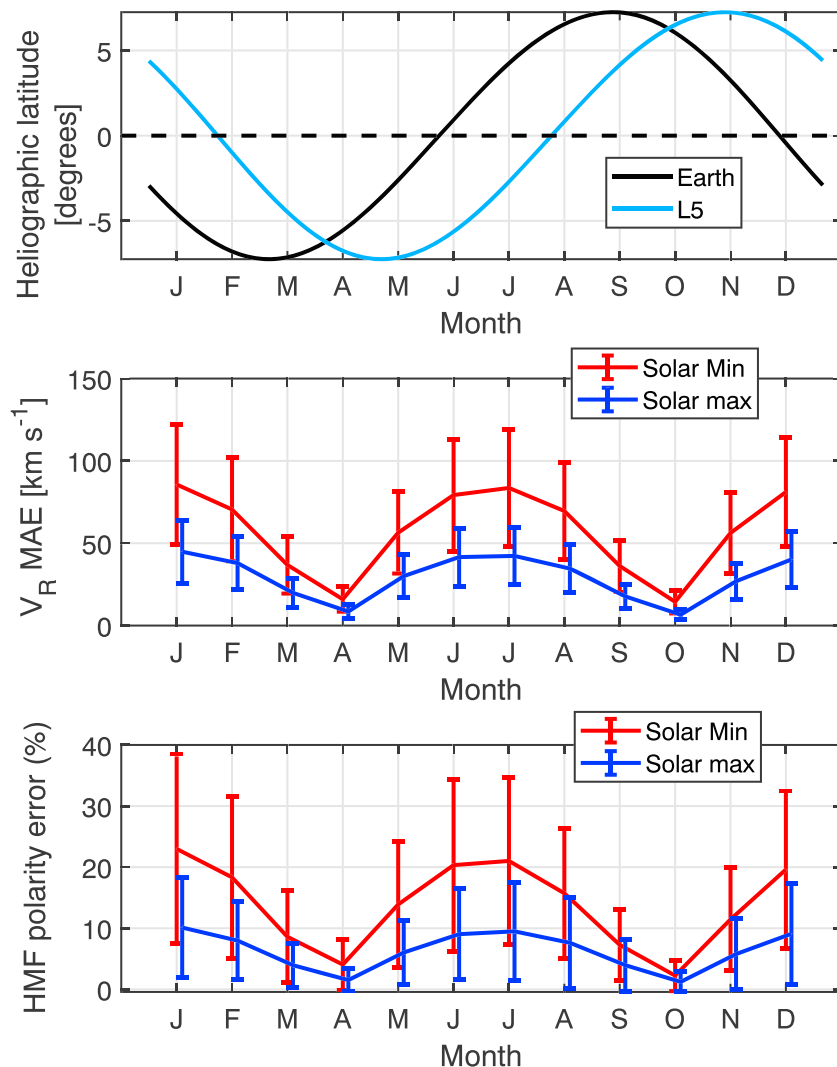 Heliographic latitude
[degrees]
5
0
-5
Earth
L5
J F M A M J J A S O N D
Month
V_R MAE [km s⁻¹]
150
100
50
0
Solar Min
Solar max
J F M A M J J A S O N D
Month
HMF polarity error (%)
40
30
20
10
0
Solar Min
Solar max
J F M A M J J A S O N D
Month